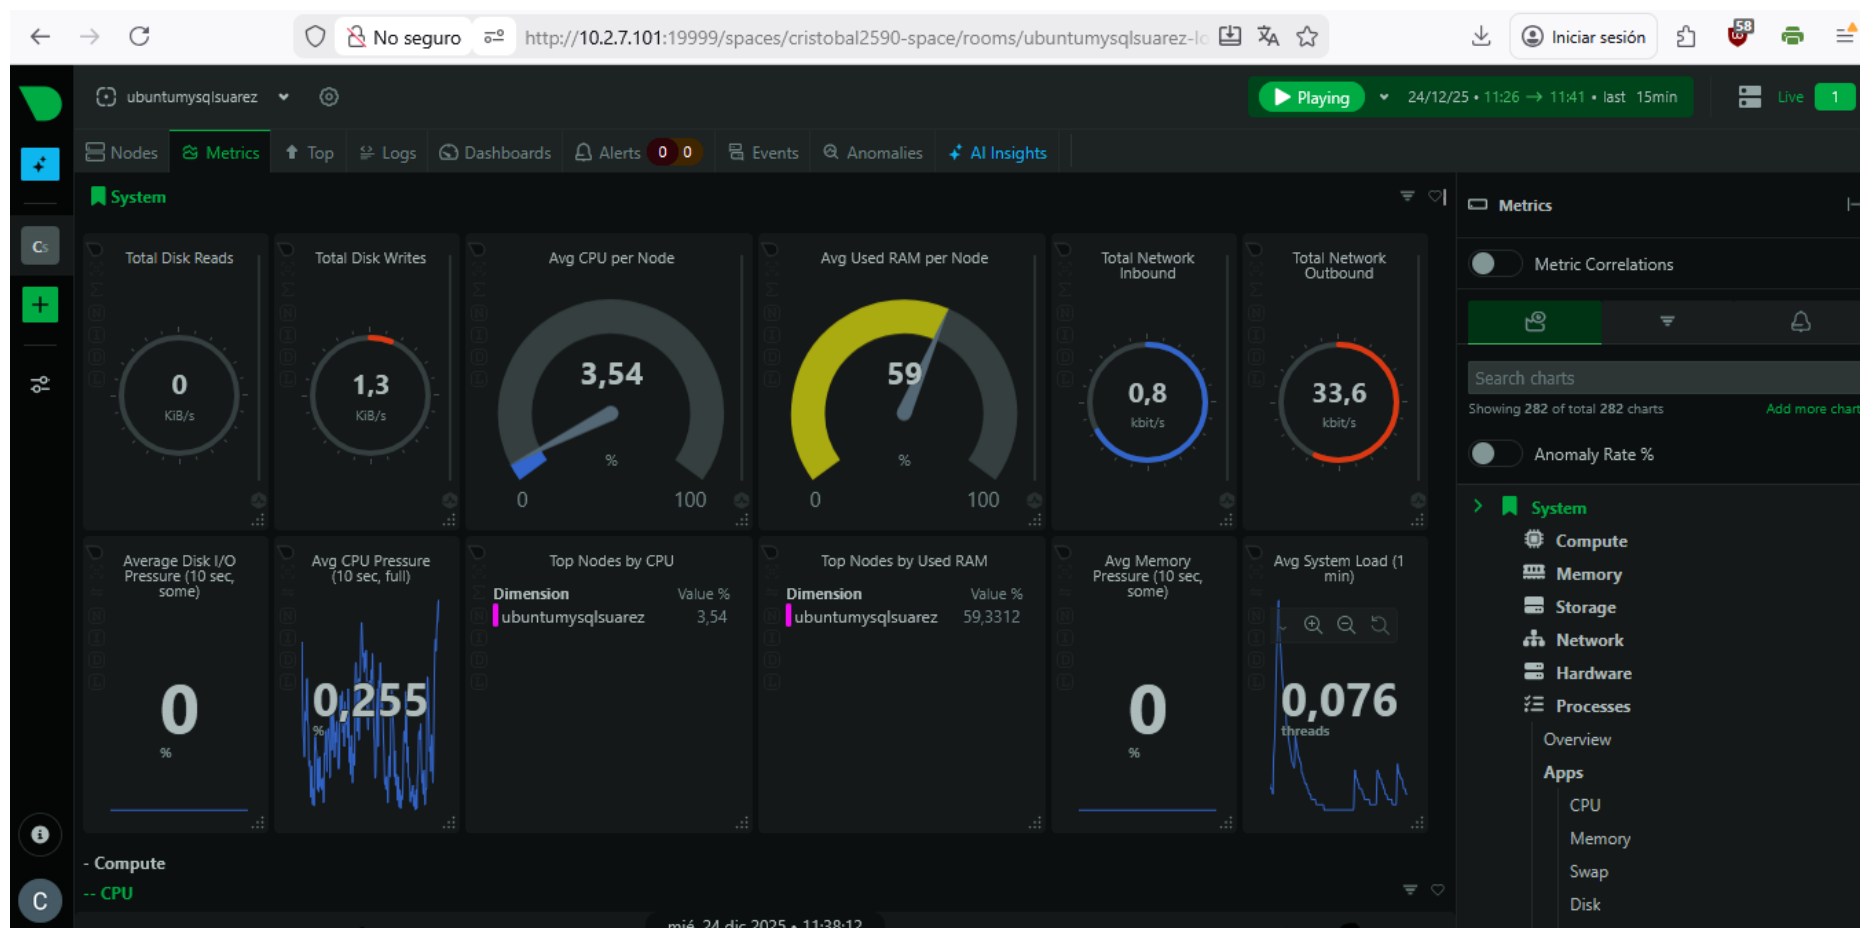 No seguro
http://10.2.7.101:19999/spaces/cristobal2590-space/rooms/ubuntumysqlsuarez-lo
Iniciar sesión
58
ubuntumysqlsuarez
Playing
24/12/25 • 11:26 → 11:41 • last 15min
Live
1
Nodes
Metrics
Top
Logs
Dashboards
Alerts
0
0
Events
Anomalies
AI Insights
Cs
System
Total Disk Reads
0
KiB/s
Total Disk Writes
1,3
KiB/s
Avg CPU per Node
3,54
%
0
100
Avg Used RAM per Node
59
%
0
100
Total Network
Inbound
0,8
kbit/s
Total Network
Outbound
33,6
kbit/s
Average Disk I/O
Pressure (10 sec,
some)
0
%
Avg CPU Pressure
(10 sec, full)
0,255
%
Top Nodes by CPU
Dimension Value %
ubuntumysqlsuarez 3,54
Top Nodes by Used RAM
Dimension Value %
ubuntumysqlsuarez 59,3312
Avg Memory
Pressure (10 sec,
some)
0
%
Avg System Load (1
min)
0,076
threads
- Compute
-- CPU
mié, 24 dic 2025 • 11:38:12
C
Metrics
Metric Correlations
Search charts
Showing 282 of total 282 charts
Add more chart
Anomaly Rate %
System
Compute
Memory
Storage
Network
Hardware
Processes
Overview
Apps
CPU
Memory
Swap
Disk